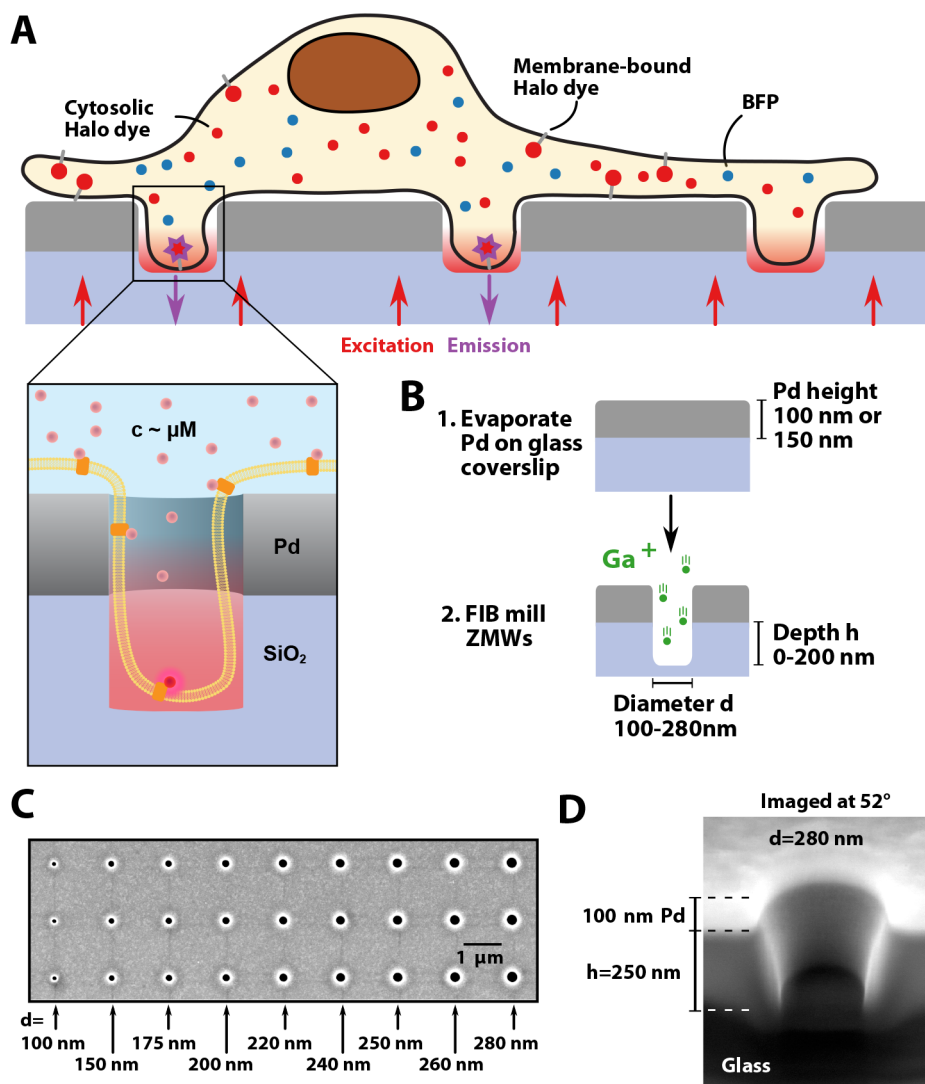 A
Cytosolic
Halo dye
Membrane-bound
Halo dye
BFP
Excitation Emission
c ~ µM
Pd
SiO₂
B
1. Evaporate
Pd on glass
coverslip
Pd height
100 nm or
150 nm
Ga +
2. FIB mill
ZMWs
Depth h
0-200 nm
Diameter d
100-280nm
C
1 µm
d=
100 nm
150 nm
175 nm
200 nm
220 nm
240 nm
250 nm
260 nm
280 nm
D
Imaged at 52°
d=280 nm
100 nm Pd
h=250 nm
Glass